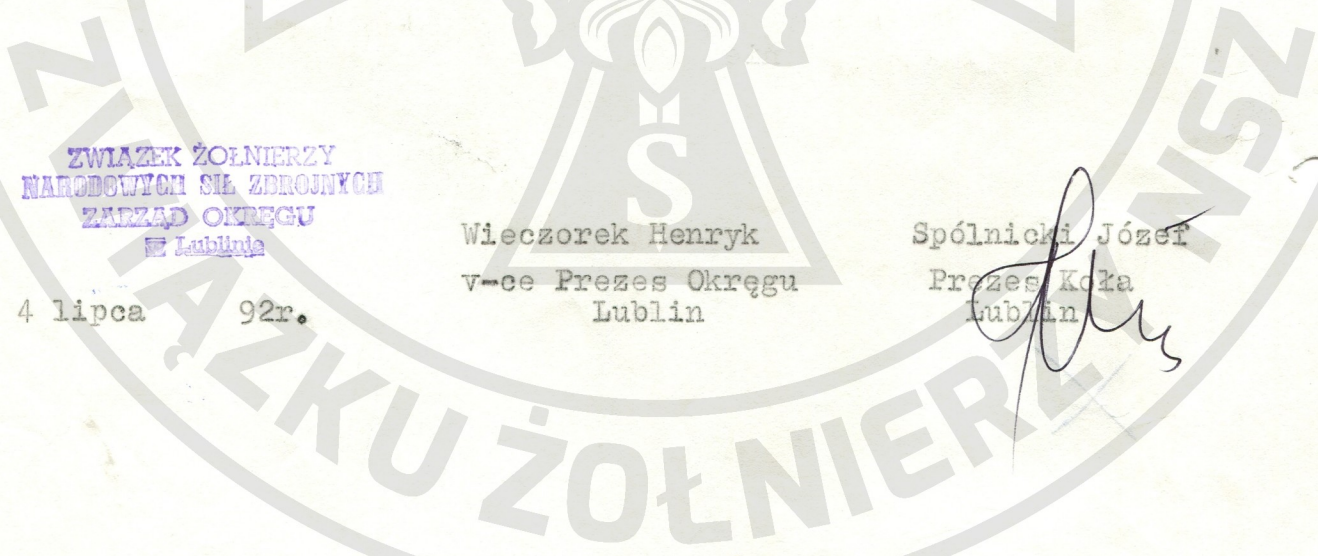 ZWIĄZEK ŻOŁNIERZY
NARODOWYCH SIŁ ZBROJNYCH
ZARZĄD OKRĘGU
w Lublinie
4 lipca 92r.
Wieczorek Henryk
v-ce Prezes Okręgu
Lublin
Spólnicki Józef
Prezes Koła
Lublin
ZWIĄZKU ŻOŁNIERZY NSZ
S